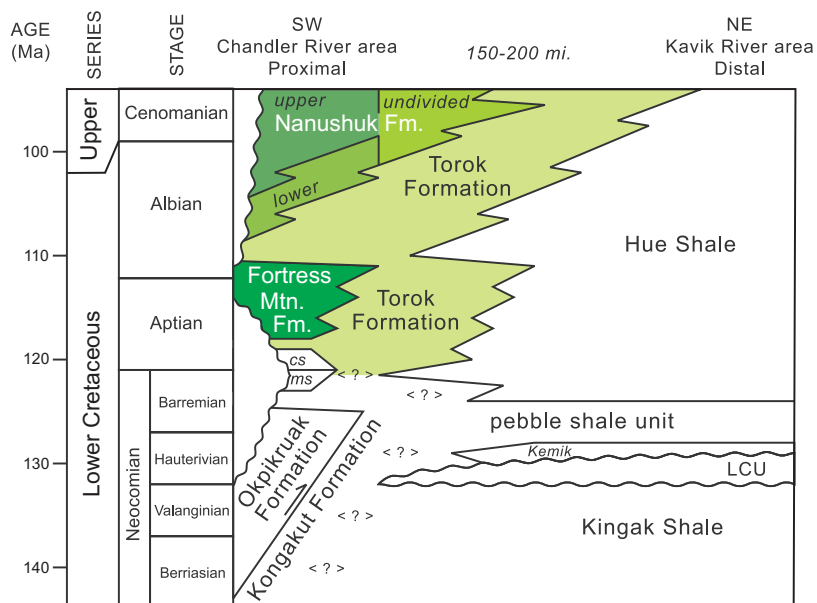 AGE
(Ma)
SERIES
STAGE
SW
Chandler River area
Proximal
150-200 mi.
NE
Kavik River area
Distal
100
110
120
130
140
Upper
Lower Cretaceous
Neocomian
Cenomanian
Albian
Aptian
Barremian
Hauterivian
Valanginian
Berriasian
upper
undivided
Nanushuk Fm.
lower
Torok
Formation
Hue Shale
Fortress
Mtn.
Fm.
Torok
Formation
cs
ms
< ? >
< ? >
pebble shale unit
Kemik
LCU
Okpikruak
Formation
Kongakut Formation
< ? >
< ? >
< ? >
Kingak Shale